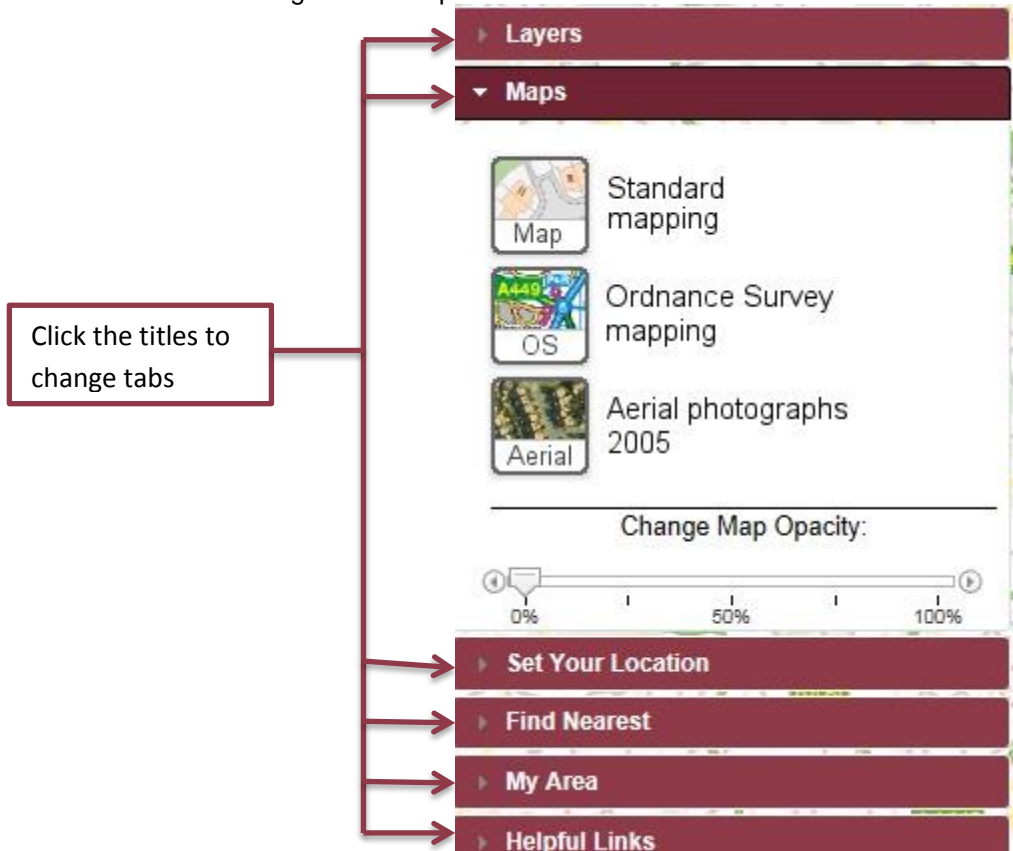 Layers
Maps
Map
Standard
mapping
A449
OS
Ordnance Survey
mapping
Aerial
Aerial photographs
2005
Click the titles to
change tabs
Change Map Opacity:
0% 50% 100%
Set Your Location
Find Nearest
My Area
Helpful Links